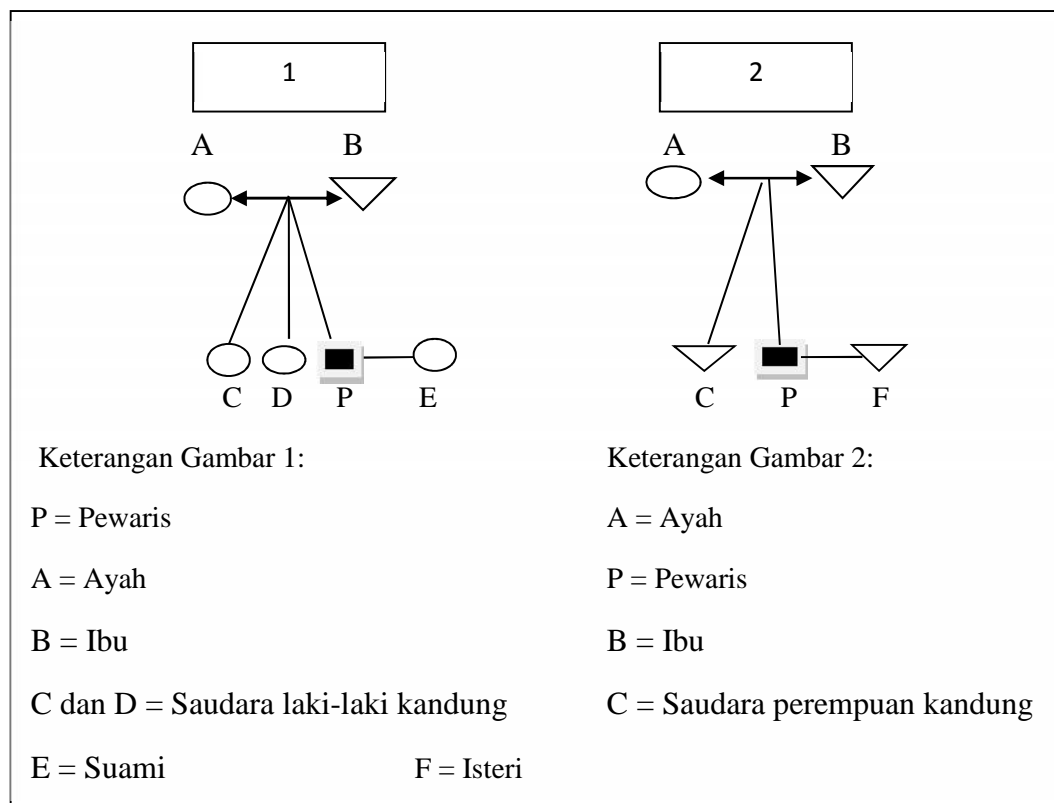 1 2
A B A B
C D P E C P F
Keterangan Gambar 1: Keterangan Gambar 2:
P = Pewaris A = Ayah
A = Ayah P = Pewaris
B = Ibu B = Ibu
C dan D = Saudara laki-laki kandung C = Saudara perempuan kandung
E = Suami F = Isteri